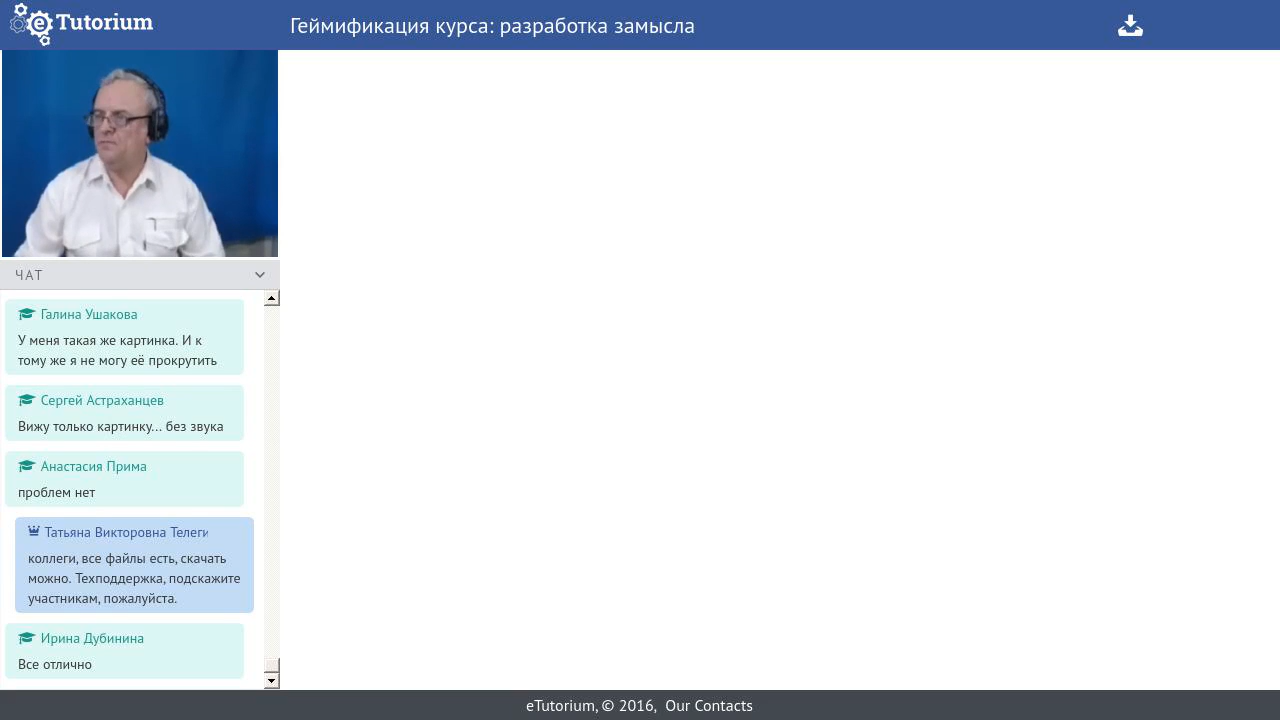 eTutorium
Геймификация курса: разработка замысла
ЧАТ
Галина Ушакова
У меня такая же картинка. И к
тому же я не могу её прокрутить
Сергей Астраханцев
Вижу только картинку... без звука
Анастасия Прима
проблем нет
Татьяна Викторовна Телеги
коллеги, все файлы есть, скачать
можно. Техподдержка, подскажите
участникам, пожалуйста.
Ирина Дубинина
Все отлично
eTutorium, © 2016, Our Contacts